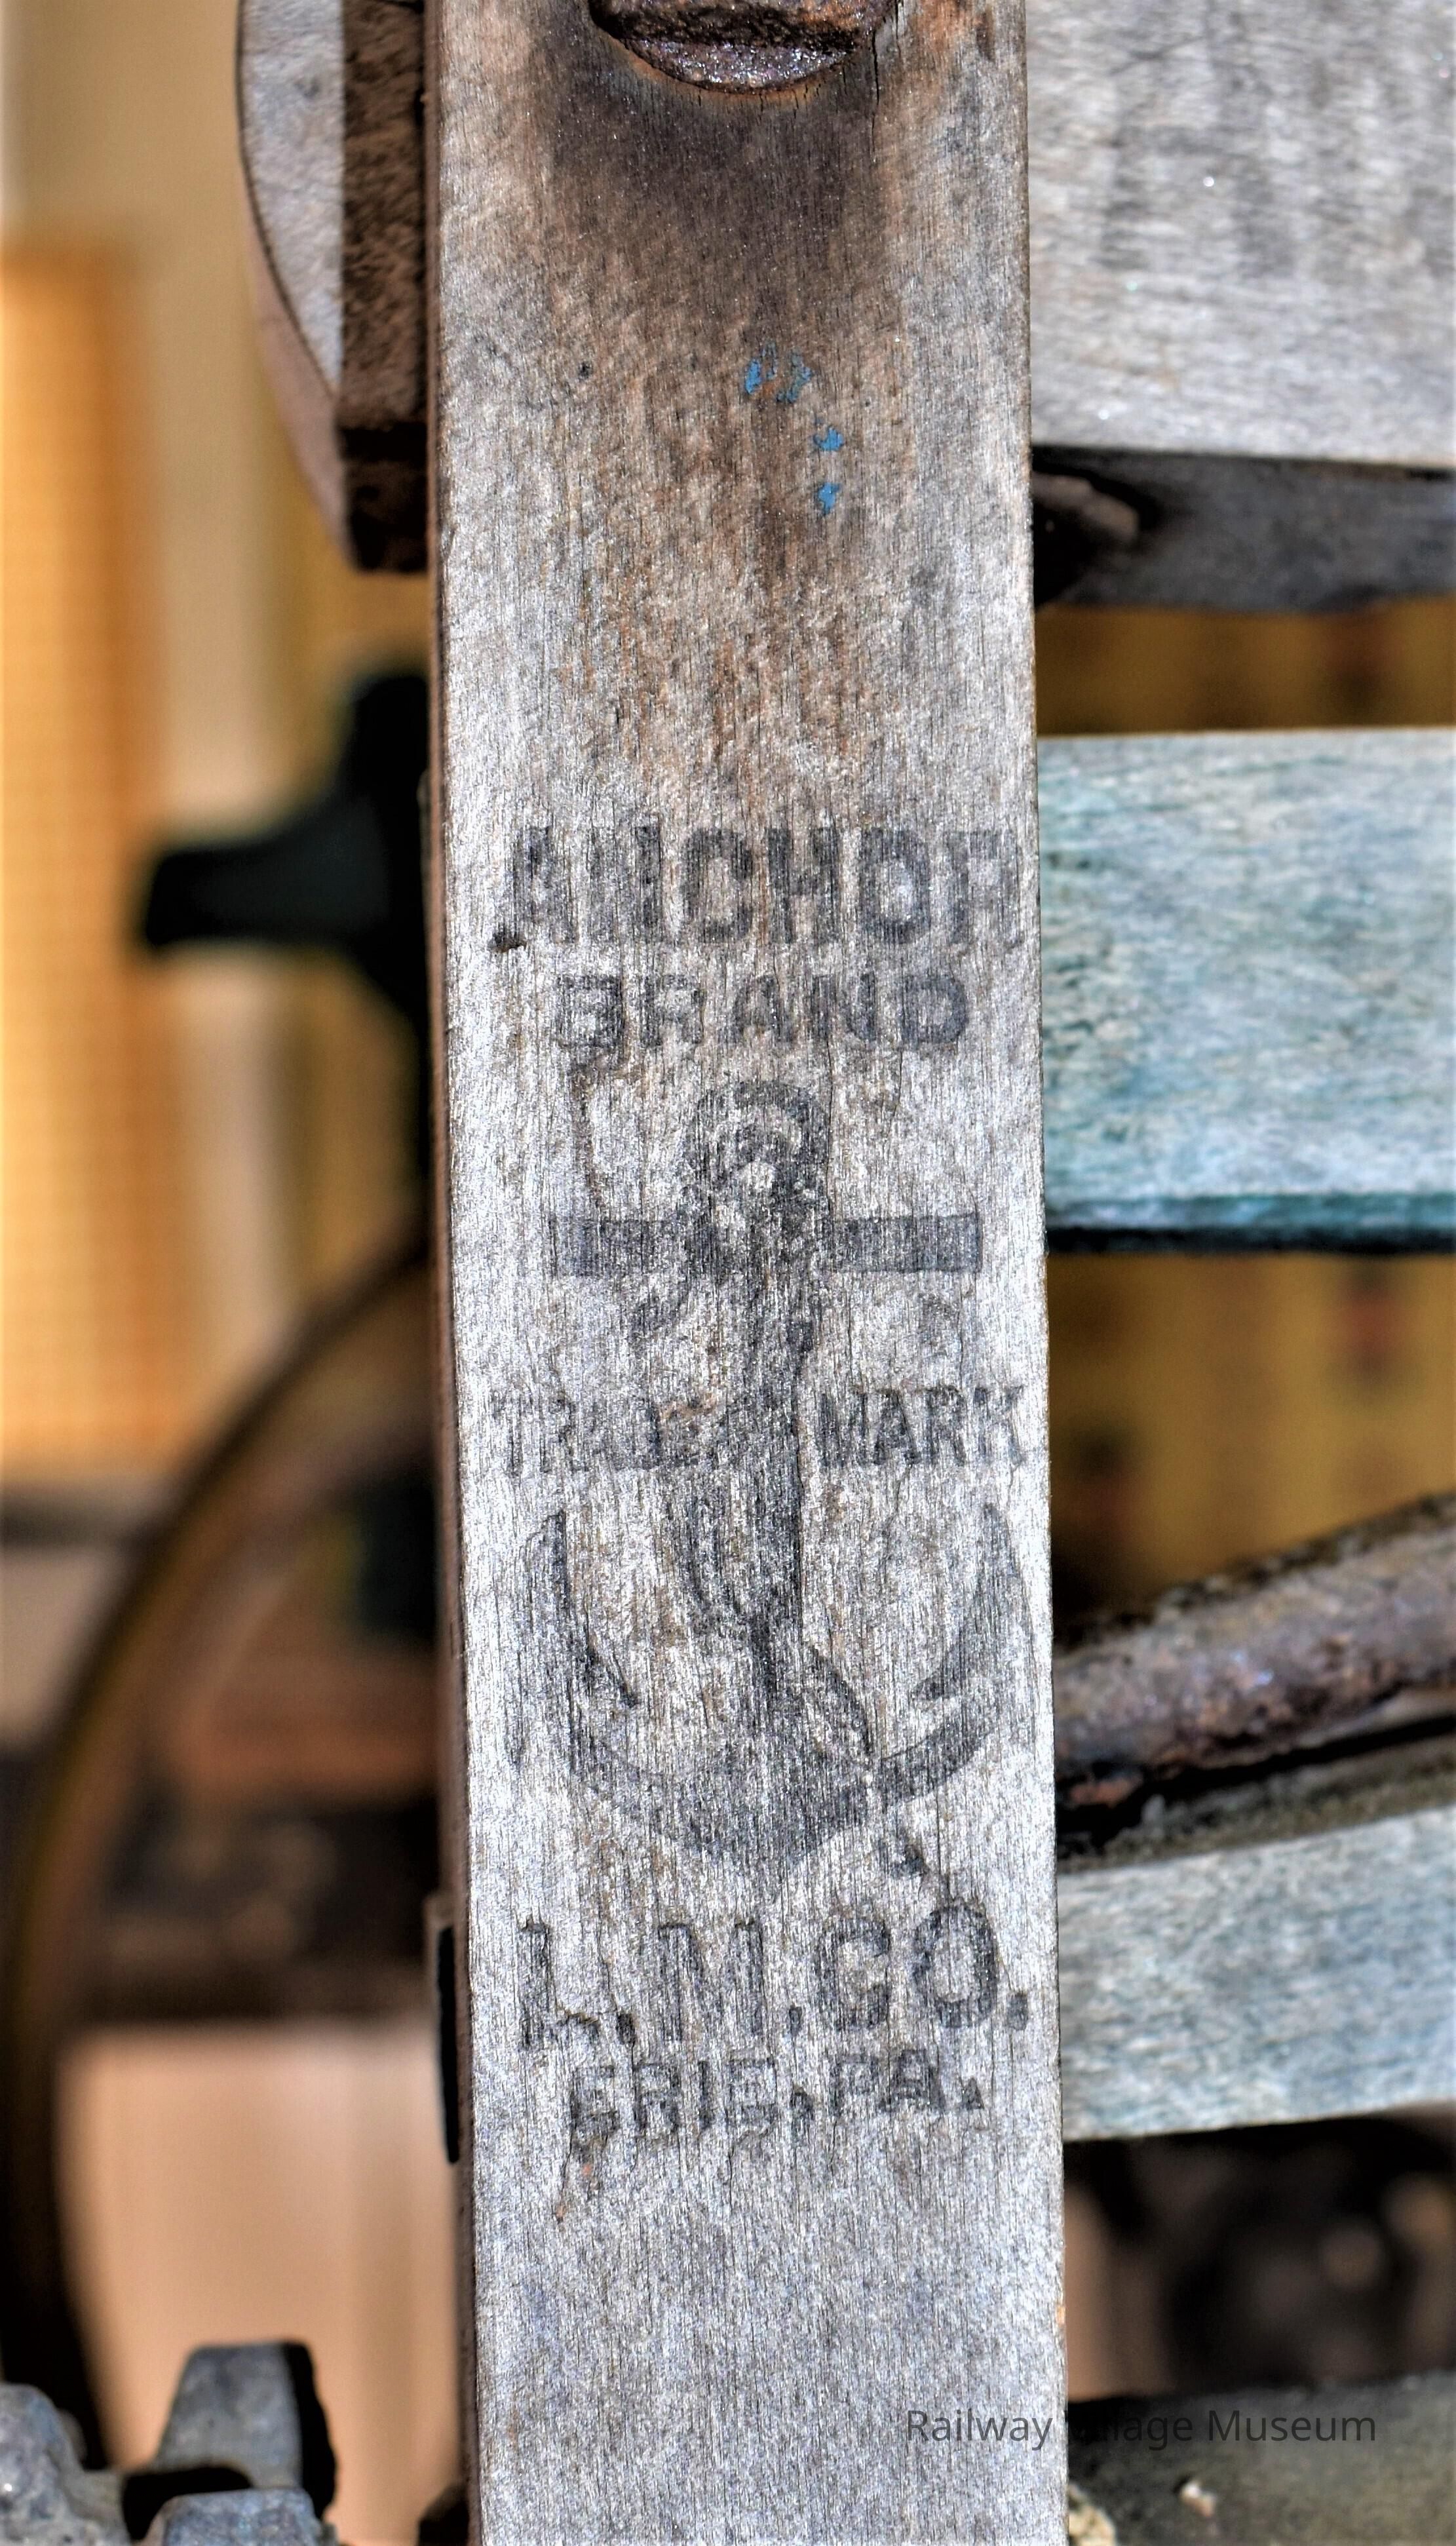 ANCHOR
BRAND
TRADE MARK
L.M.CO.
ERIE, PA.
Railway Village Museum